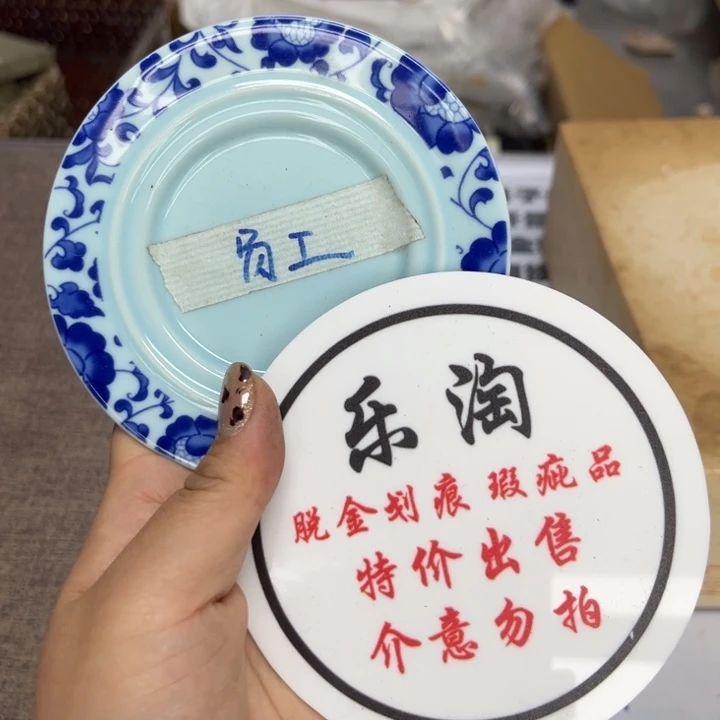 员工
乐淘
脱金划痕 瑕疵品
特价出售
介意勿拍